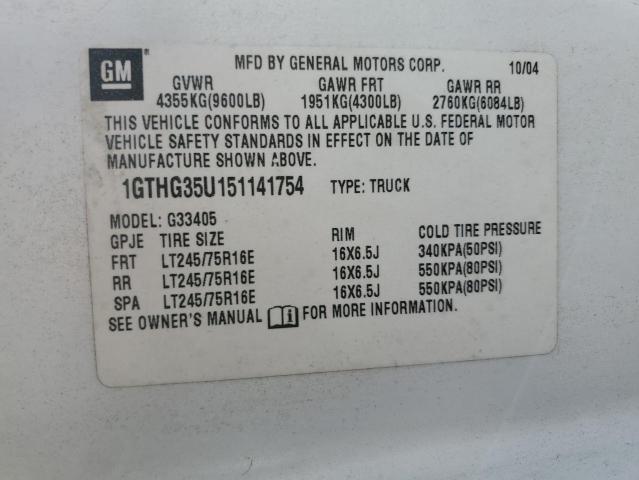 GM
MFD BY GENERAL MOTORS CORP. 10/04
GVWR GAWR FRT GAWR RR
4355KG(9600LB) 1951KG(4300LB) 2760KG(6084LB)
THIS VEHICLE CONFORMS TO ALL APPLICABLE U.S. FEDERAL MOTOR
VEHICLE SAFETY STANDARDS IN EFFECT ON THE DATE OF
MANUFACTURE SHOWN ABOVE.
1GTHG35U151141754 TYPE: TRUCK
MODEL: G33405
GPJE TIRE SIZE RIM COLD TIRE PRESSURE
FRT LT245/75R16E 16X6.5J 340KPA(50PSI)
RR LT245/75R16E 16X6.5J 550KPA(80PSI)
SPA LT245/75R16E 16X6.5J 550KPA(80PSI)
SEE OWNER'S MANUAL FOR MORE INFORMATION.